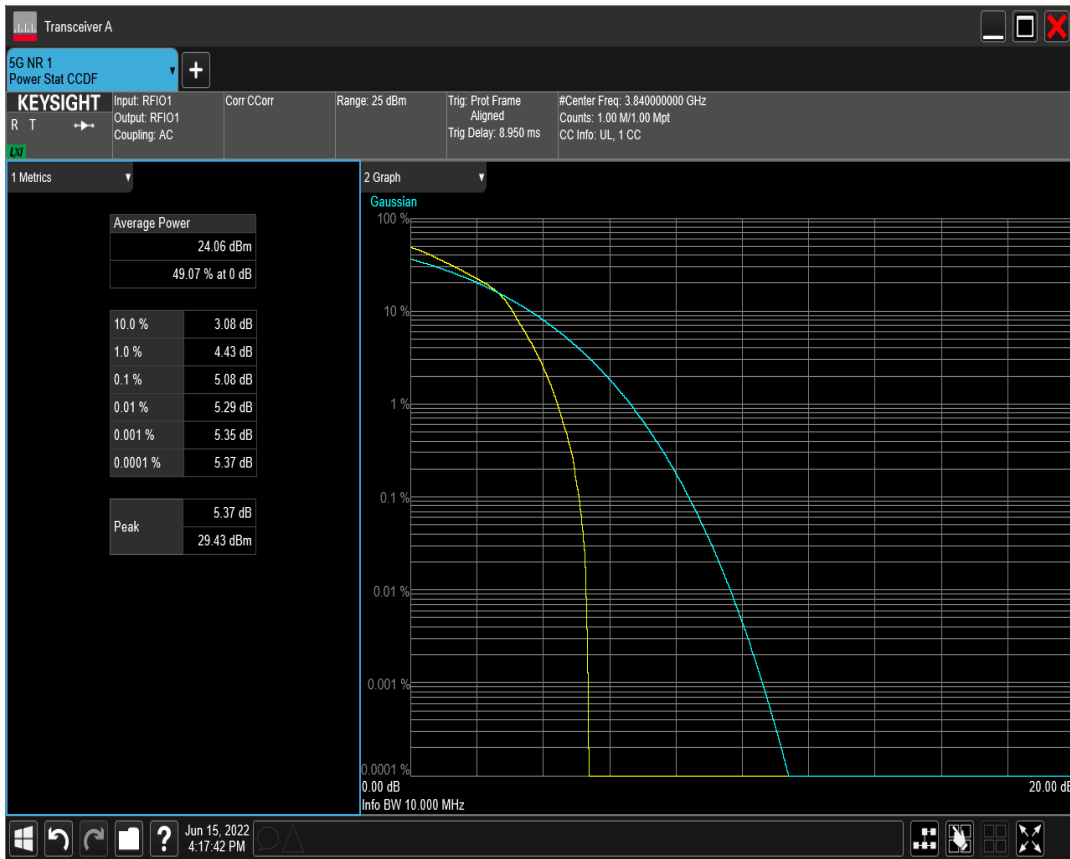 Transceiver A
5G NR 1
Power Stat CCDF
+
KEYSIGHT
R T
LXI
Input: RFIO1
Output: RFIO1
Coupling: AC
Corr CCorr
Range: 25 dBm
Trig: Prot Frame
Aligned
Trig Delay: 8.950 ms
#Center Freq: 3.840000000 GHz
Counts: 1.00 M/1.00 Mpt
CC Info: UL, 1 CC
1 Metrics
Average Power
24.06 dBm
49.07 % at 0 dB
10.0 % 3.08 dB
1.0 % 4.43 dB
0.1 % 5.08 dB
0.01 % 5.29 dB
0.001 % 5.35 dB
0.0001 % 5.37 dB
Peak
5.37 dB
29.43 dBm
2 Graph
Gaussian
100 %
10 %
1 %
0.1 %
0.01 %
0.001 %
0.0001 %
0.00 dB 20.00 dB
Info BW 10.000 MHz
?
Jun 15, 2022
4:17:42 PM